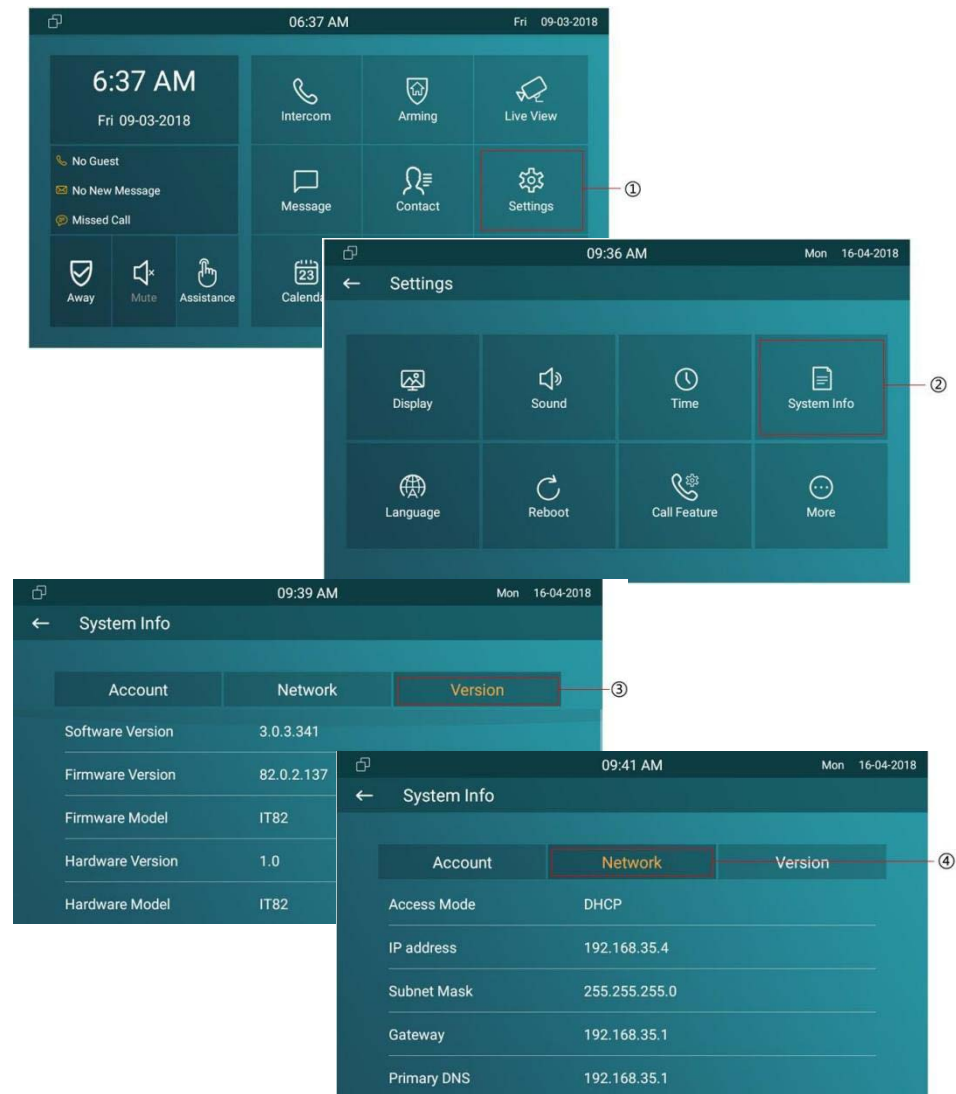 06:37 AM Fri 09-03-2018
6:37 AM
Fri 09-03-2018
No Guest
No New Message
Missed Call
Away Mute Assistance
Intercom Arming Live View
Message Contact Settings ①
23
Calenda
09:36 AM Mon 16-04-2018
← Settings
Display Sound Time System Info ②
Language Reboot Call Feature More
09:39 AM Mon 16-04-2018
← System Info
Account Network Version ③
Software Version 3.0.3.341
Firmware Version 82.0.2.137
Firmware Model IT82
Hardware Version 1.0
Hardware Model IT82
09:41 AM Mon 16-04-2018
← System Info
Account Network Version ④
Access Mode DHCP
IP address 192.168.35.4
Subnet Mask 255.255.255.0
Gateway 192.168.35.1
Primary DNS 192.168.35.1